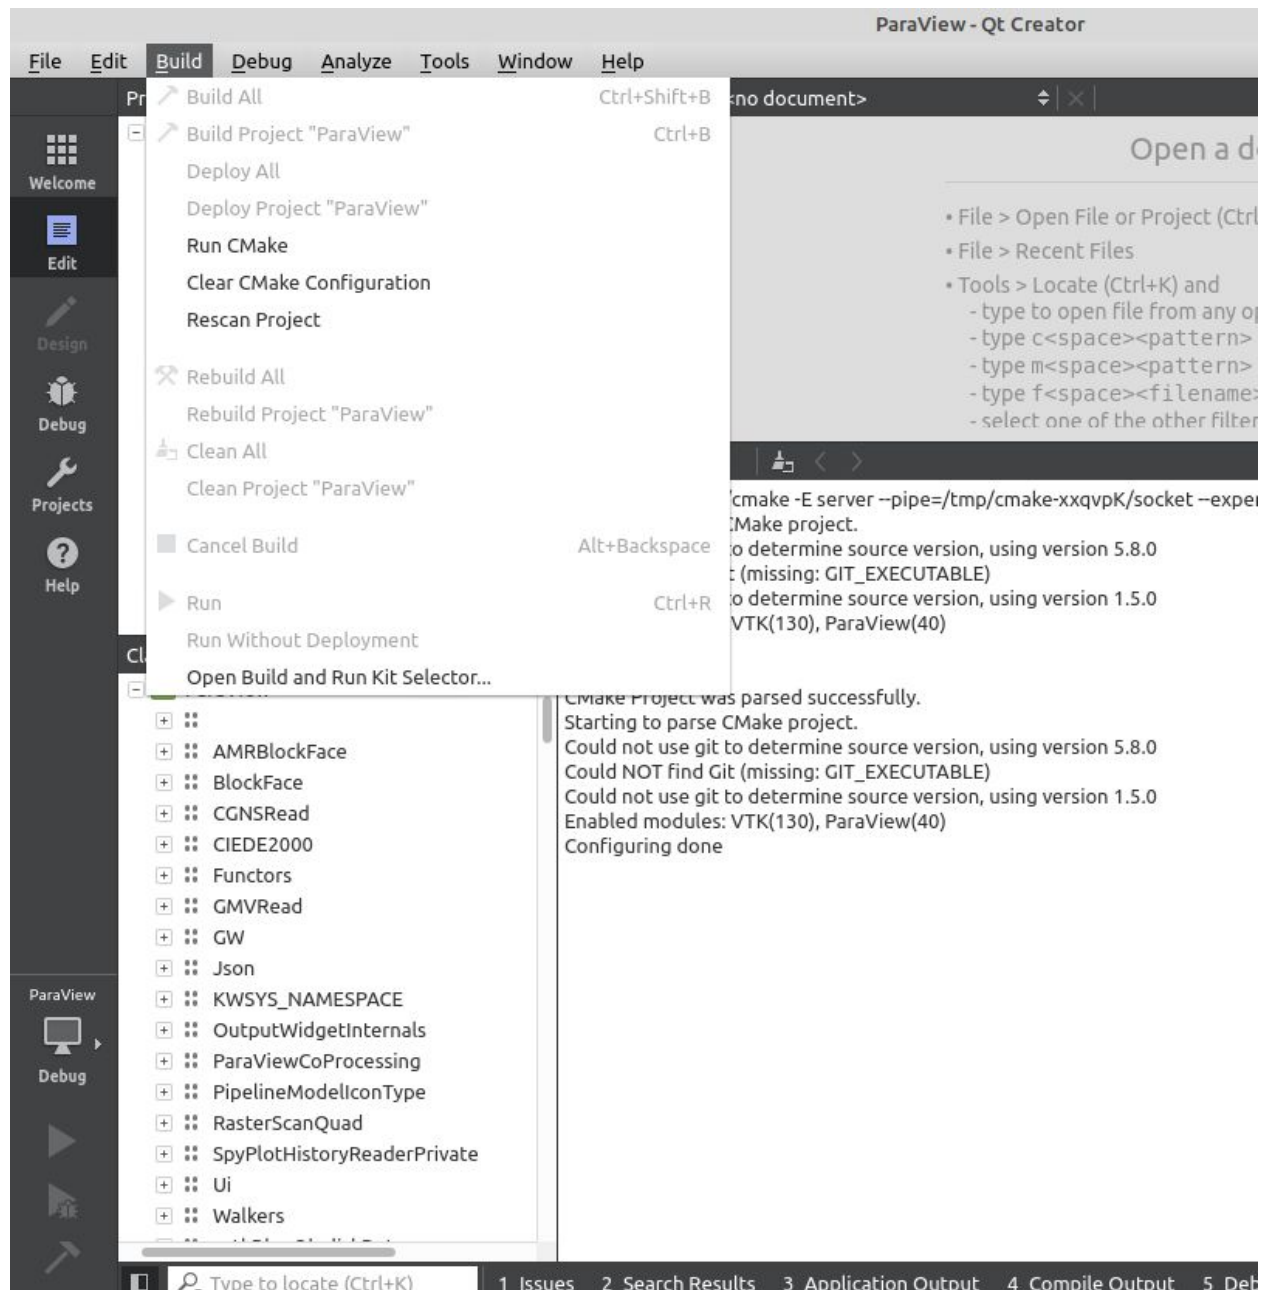 ParaView - Qt Creator
File Edit Build Debug Analyze Tools Window Help
Build All Ctrl+Shift+B
<no document>
Build Project "ParaView" Ctrl+B
Deploy All
Deploy Project "ParaView"
Run CMake
Clear CMake Configuration
Rescan Project
Rebuild All
Rebuild Project "ParaView"
Clean All
Clean Project "ParaView"
Cancel Build Alt+Backspace
Run Ctrl+R
Run Without Deployment
Open Build and Run Kit Selector...
Welcome
Edit
Design
Debug
Projects
Help
Open a d
• File > Open File or Project (Ctrl
• File > Recent Files
• Tools > Locate (Ctrl+K) and
- type to open file from any o
- type c<space><pattern>
- type m<space><pattern>
- type f<space><filename>
- select one of the other filter
/cmake -E server --pipe=/tmp/cmake-xxqvpK/socket --exper
CMake project.
to determine source version, using version 5.8.0
t (missing: GIT_EXECUTABLE)
to determine source version, using version 1.5.0
VTK(130), ParaView(40)
CMake Project was parsed successfully.
Starting to parse CMake project.
Could not use git to determine source version, using version 5.8.0
Could NOT find Git (missing: GIT_EXECUTABLE)
Could not use git to determine source version, using version 1.5.0
Enabled modules: VTK(130), ParaView(40)
Configuring done
::
AMRBlockFace
BlockFace
CGNSRead
CIEDE2000
Functors
GMVRead
GW
Json
KWSYS_NAMESPACE
OutputWidgetInternals
ParaViewCoProcessing
PipelineModelIconType
RasterScanQuad
SpyPlotHistoryReaderPrivate
Ui
Walkers
ParaView
Debug
Type to locate (Ctrl+K)
1 Issues 2 Search Results 3 Application Output 4 Compile Output 5 Deb